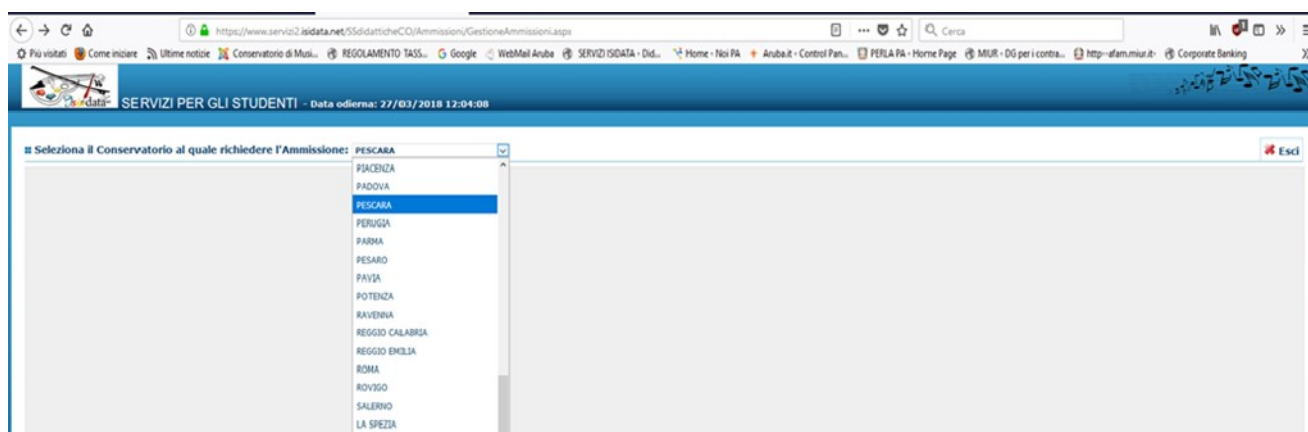 https://www.servizi2.isidata.net/SSdidatticheCO/Ammissioni/GestioneAmmissioni.aspx
Cerca
Più visitati Come iniziare Ultime notizie Conservatorio di Musi... REGOLAMENTO TASS... Google WebMail Aruba SERVIZI ISIDATA - Did... Home - Noi PA Aruba.it - Control Pan... PERLA PA - Home Page MIUR - DG per i contra... http--afam.miur.it- Corporate Banking
SERVIZI PER GLI STUDENTI - Data odierna: 27/03/2018 12:04:08
Seleziona il Conservatorio al quale richiedere l'Ammissione: PESCARA
Esci
PIACENZA
PADOVA
PESCARA
PERUGIA
PARMA
PESARO
PAVIA
POTENZA
RAVENNA
REGGIO CALABRIA
REGGIO EMILIA
ROMA
ROVIGO
SALERNO
LA SPEZIA